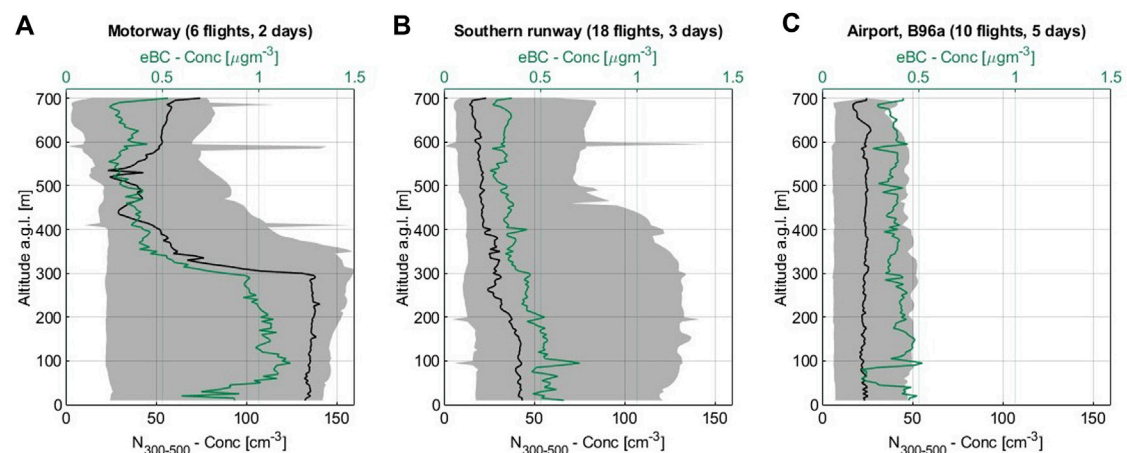 A
Motorway (6 flights, 2 days)
eBC - Conc [μgm-3]
0 0.5 1 1.5
700
600
500
400
300
200
100
0
Altitude a.g.l. [m]
0 50 100 150
N300-500 - Conc [cm-3]
B
Southern runway (18 flights, 3 days)
eBC - Conc [μgm-3]
0 0.5 1 1.5
700
600
500
400
300
200
100
0
Altitude a.g.l. [m]
0 50 100 150
N300-500 - Conc [cm-3]
C
Airport, B96a (10 flights, 5 days)
eBC - Conc [μgm-3]
0 0.5 1 1.5
700
600
500
400
300
200
100
0
Altitude a.g.l. [m]
0 50 100 150
N300-500 - Conc [cm-3]